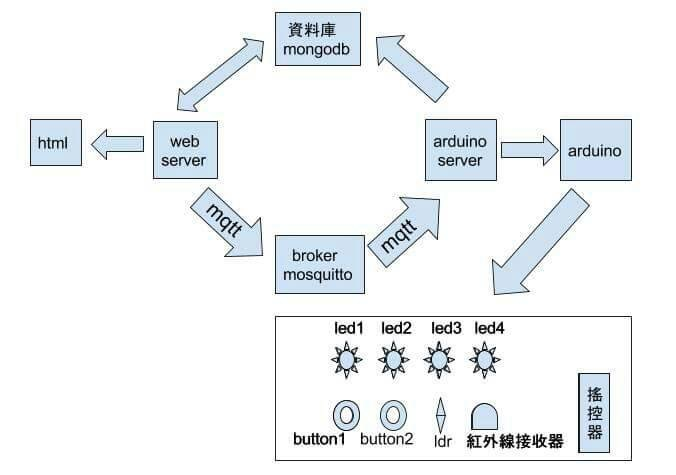 資料庫
mongodb
html
web
server
arduino
server
arduino
mqtt
mqtt
broker
mosquitto
led1 led2 led3 led4
button1 button2 ldr 紅外線接收器
搖控器